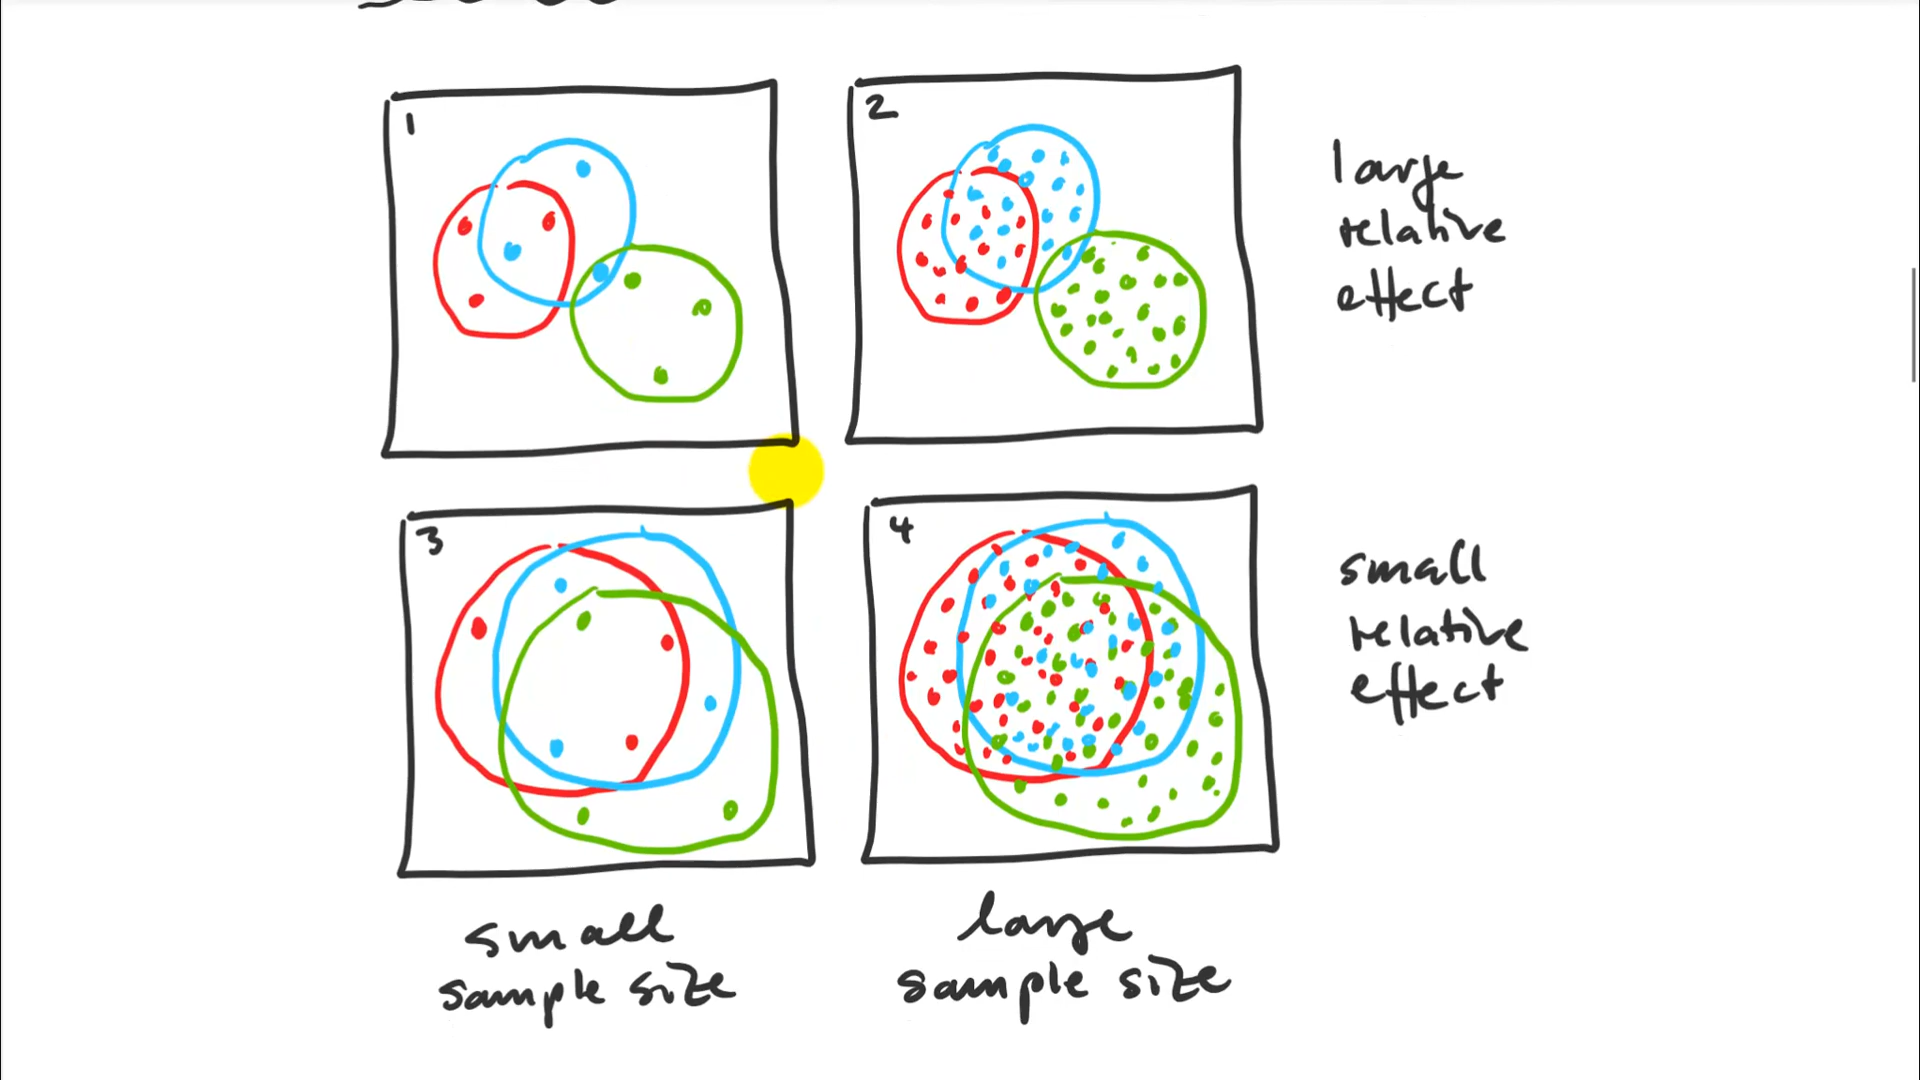 1
2
large
relative
effect
3
4
small
relative
effect
small
sample size
large
sample size